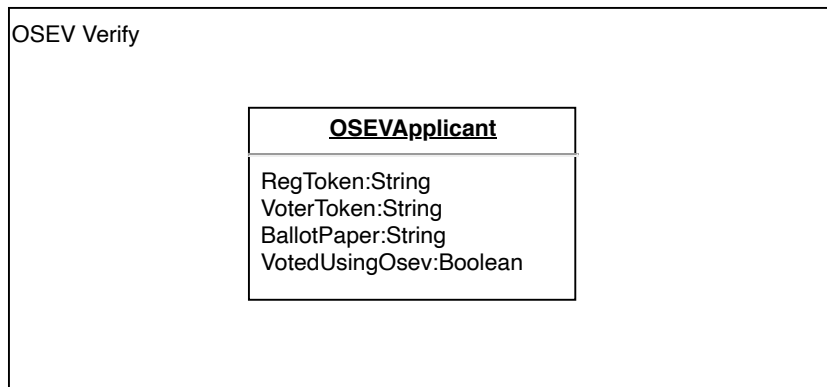 OSEV Verify
OSEVApplicant
RegToken:String
VoterToken:String
BallotPaper:String
VotedUsingOsev:Boolean